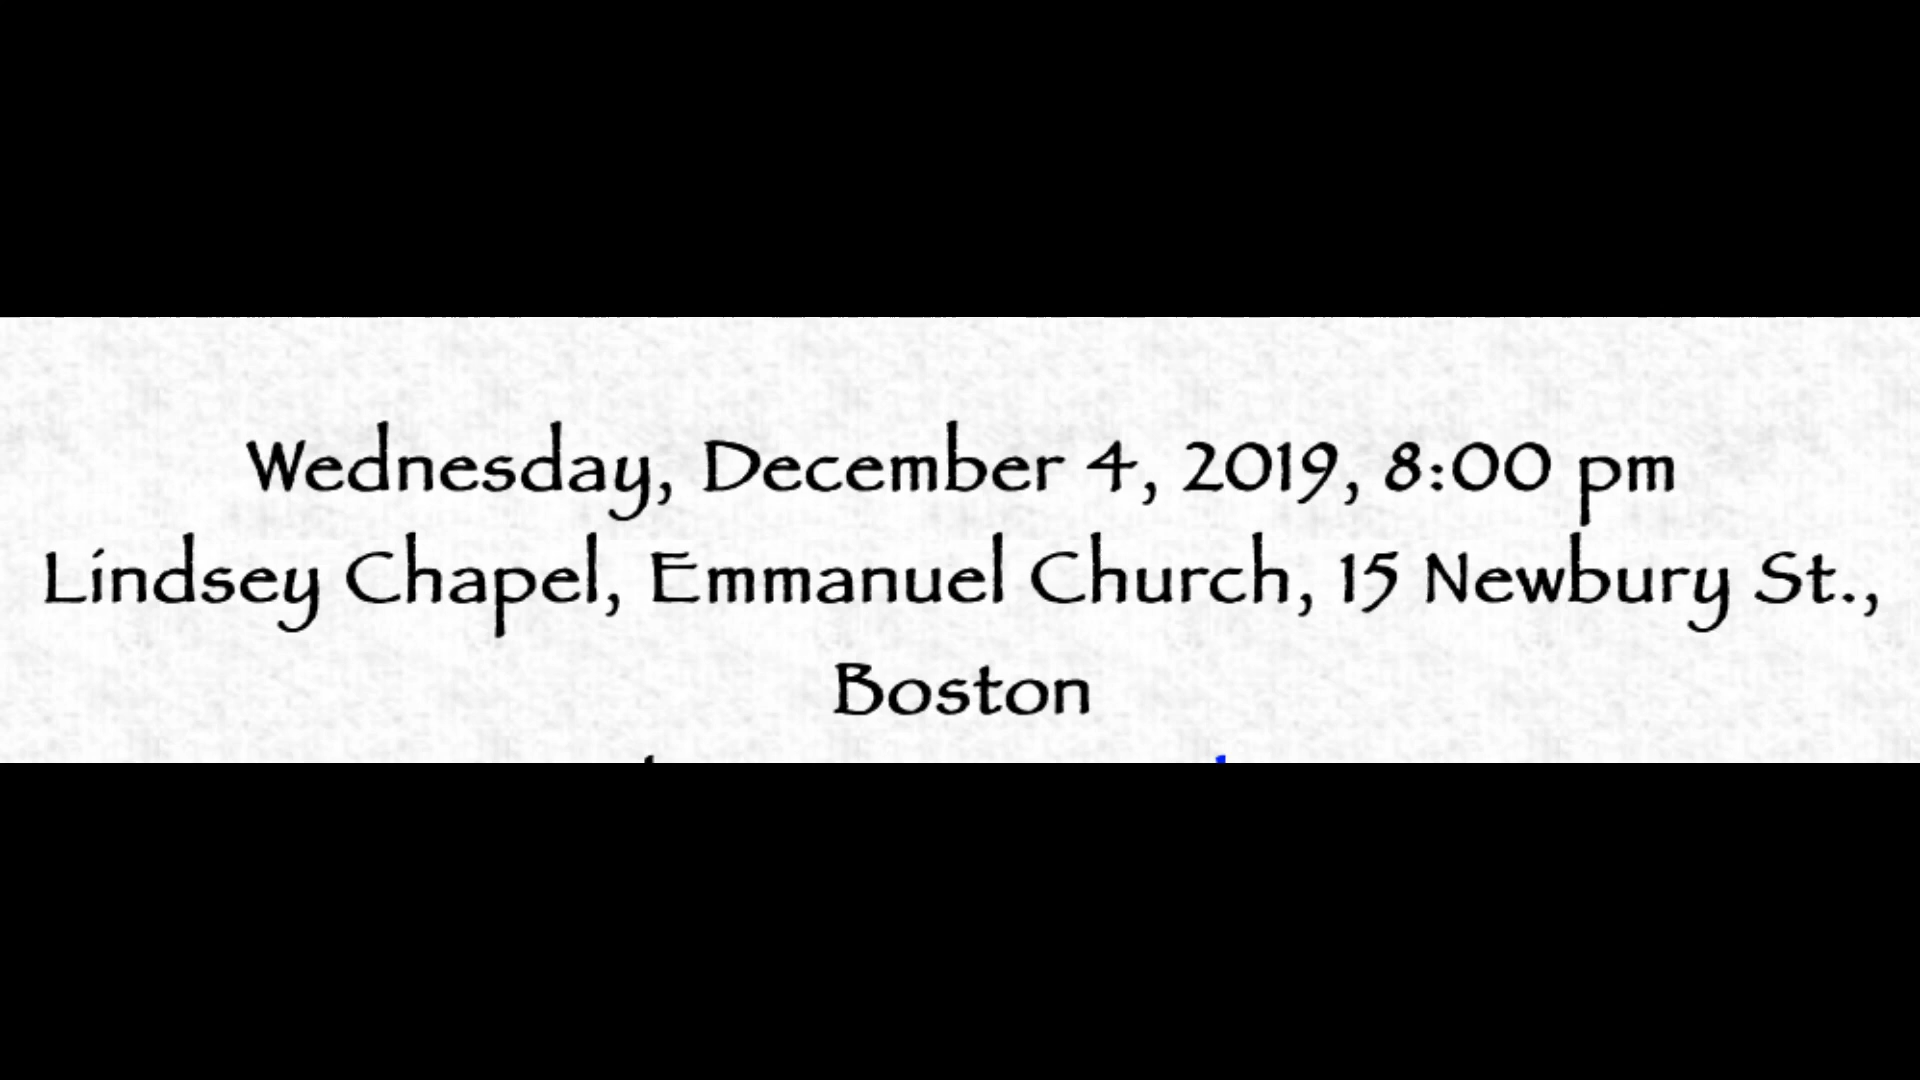 Wednesday, December 4, 2019, 8:00 pm
Lindsey Chapel, Emmanuel Church, 15 Newbury St.,
Boston